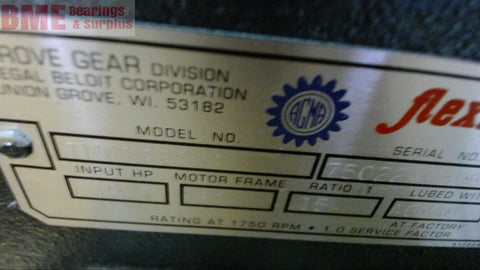 BME Bearings & Surplus
ROVE GEAR DIVISION
EGAL BELOIT CORPORATION
UNION GROVE, WI. 53182
AGMA
flex
MODEL NO.
SERIAL NO
INPUT HP
MOTOR FRAME
RATIO : 1
LUBED WIT
15
AT FACTORY
RATING AT 1750 RPM • 1.0 SERVICE FACTOR